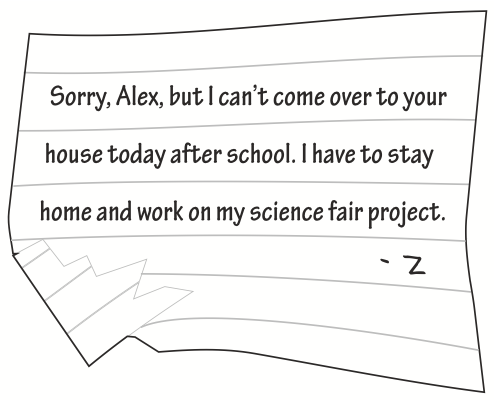 Sorry, Alex, but I can't come over to your
house today after school. I have to stay
home and work on my science fair project.
- Z